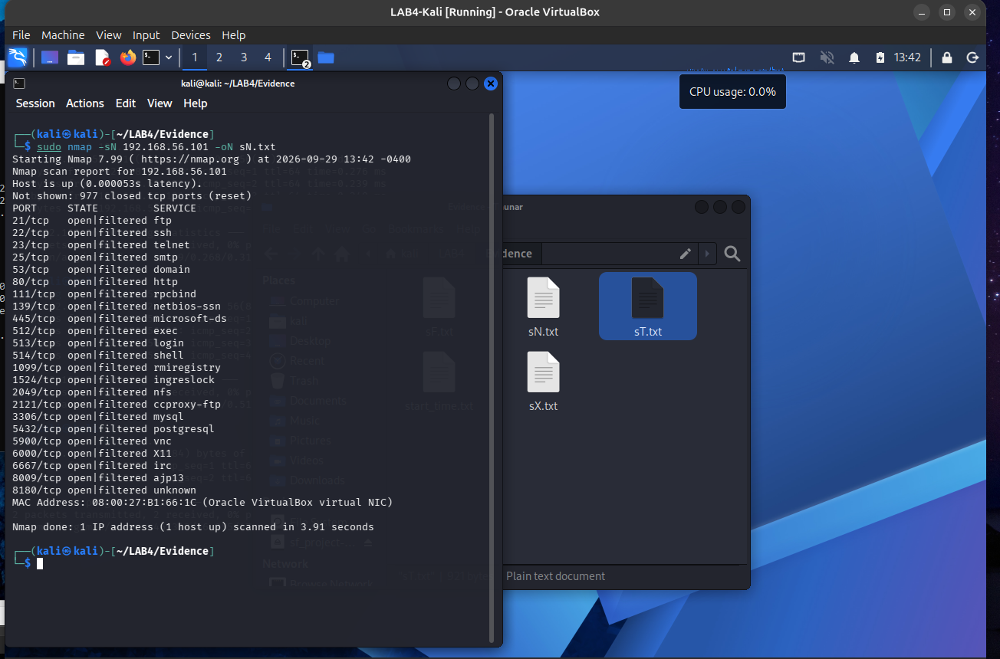 LAB4-Kali [Running] - Oracle VirtualBox
File Machine View Input Devices Help
1 2 3 4
2
13:42
kali@kali: ~/LAB4/Evidence
CPU usage: 0.0%
Session Actions Edit View Help
┌──(kali㉿kali)-[~/LAB4/Evidence]
└─$ sudo nmap -sN 192.168.56.101 -oN sN.txt
Starting Nmap 7.99 ( https://nmap.org ) at 2026-09-29 13:42 -0400
Nmap scan report for 192.168.56.101
Host is up (0.000053s latency).
Not shown: 977 closed tcp ports (reset)
PORT STATE SERVICE
21/tcp open|filtered ftp
22/tcp open|filtered ssh
23/tcp open|filtered telnet
25/tcp open|filtered smtp
53/tcp open|filtered domain
80/tcp open|filtered http
111/tcp open|filtered rpcbind
139/tcp open|filtered netbios-ssn
445/tcp open|filtered microsoft-ds
512/tcp open|filtered exec
513/tcp open|filtered login
514/tcp open|filtered shell
1099/tcp open|filtered rmiregistry
1524/tcp open|filtered ingreslock
2049/tcp open|filtered nfs
2121/tcp open|filtered ccproxy-ftp
3306/tcp open|filtered mysql
5432/tcp open|filtered postgresql
5900/tcp open|filtered vnc
6000/tcp open|filtered X11
6667/tcp open|filtered irc
8009/tcp open|filtered ajp13
8180/tcp open|filtered unknown
MAC Address: 08:00:27:B1:66:1C (Oracle VirtualBox virtual NIC)
Nmap done: 1 IP address (1 host up) scanned in 3.91 seconds
┌──(kali㉿kali)-[~/LAB4/Evidence]
└─$
File Edit View Go Bookmarks Help
kali LAB4
Places
Computer
kali
Desktop
Recent
Trash
Documents
Music
Pictures
Videos
Downloads
sf_project-
Network
Browse Network
sF.txt
sN.txt
sT.txt
start_time.txt
sX.txt
Plain text document